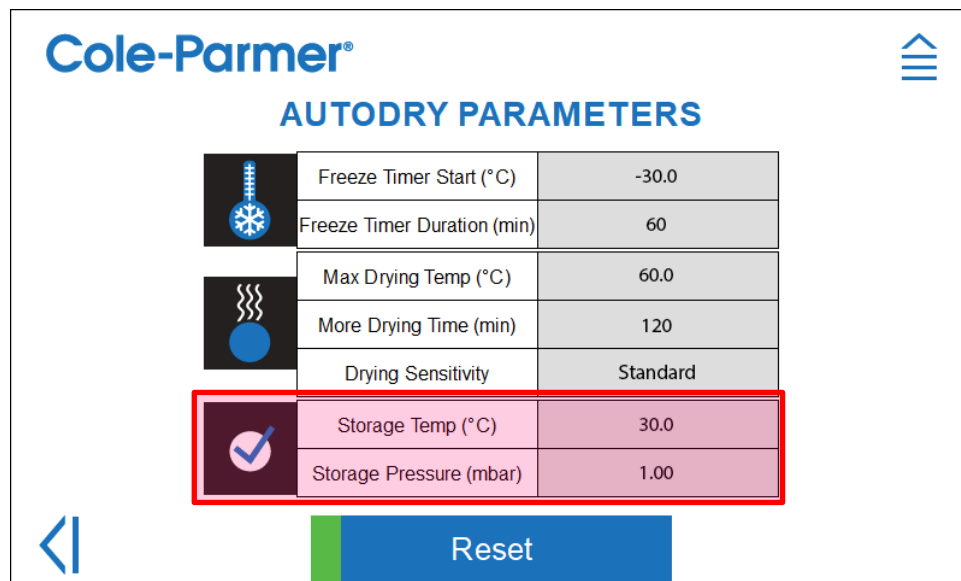 Cole-Parmer®
AUTODRY PARAMETERS
Freeze Timer Start (°C) -30.0
Freeze Timer Duration (min) 60
Max Drying Temp (°C) 60.0
More Drying Time (min) 120
Drying Sensitivity Standard
Storage Temp (°C) 30.0
Storage Pressure (mbar) 1.00
Reset